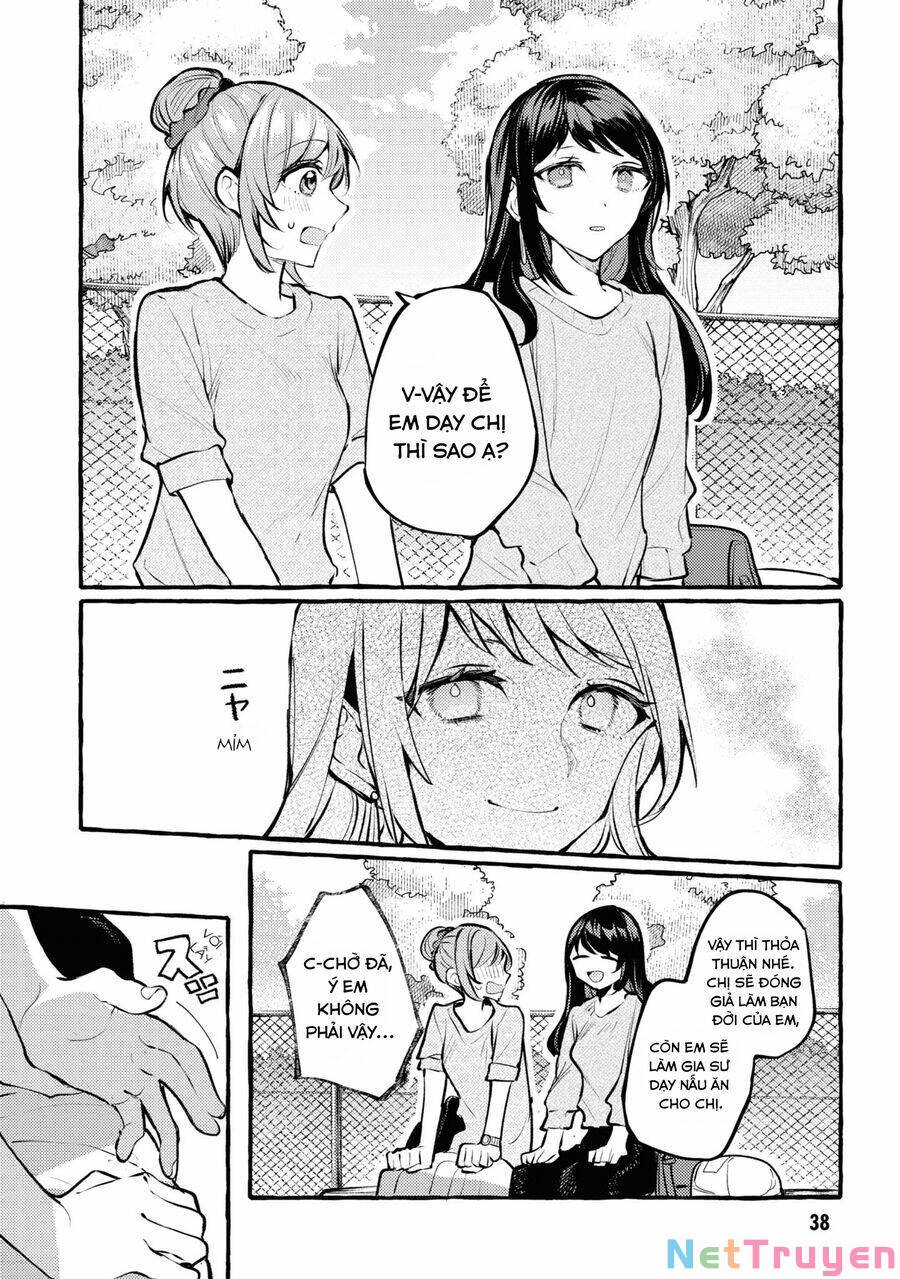 V-VẬY ĐỂ
EM DẠY CHỊ
THÌ SAO Ạ?
ニヤ
MỈM
VẬY THÌ THỎA
THUẬN NHÉ.
CHỊ SẼ ĐÓNG
GIẢ LÀM BẠN
ĐỜI CỦA EM,
CÒN EM SẼ
LÀM GIA SƯ
DẠY NẤU ĂN
CHO CHỊ.
C-CHỜ ĐÃ,
Ý EM
KHÔNG
PHẢI VẬY...
38
NetTruyen